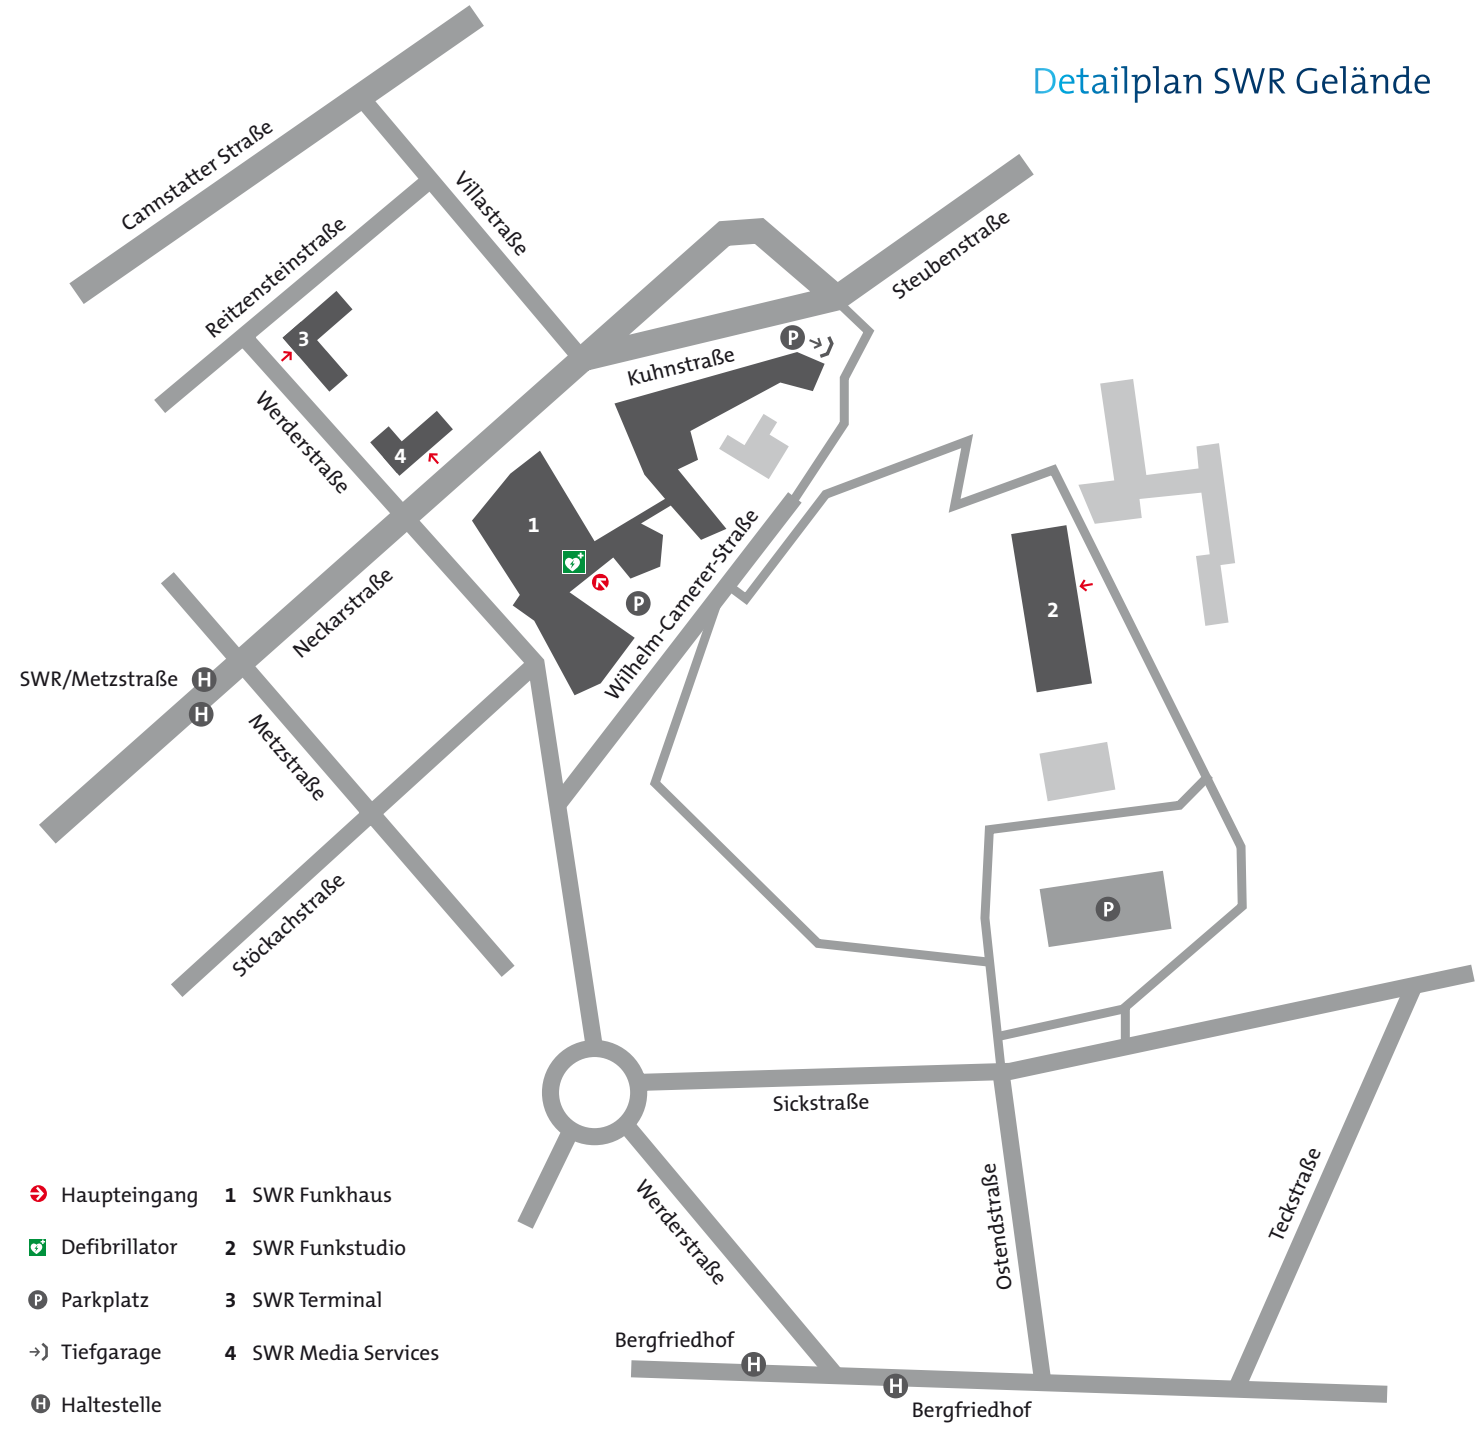 Detailplan SWR Gelände
Cannstatter Straße
Villastraße
Reitzensteinstraße
Steubenstraße
3
P
Kuhnstraße
Werderstraße
4
1
Wilhelm-Camerer-Straße
P
2
Neckarstraße
SWR/Metzstraße H
H
Metzstraße
Stöckachstraße
P
Sickstraße
Ostendstraße
Teckstraße
Werderstraße
Bergfriedhof
H
H
Bergfriedhof
Haupteingang 1 SWR Funkhaus
Defibrillator 2 SWR Funkstudio
P Parkplatz 3 SWR Terminal
Tiefgarage 4 SWR Media Services
H Haltestelle